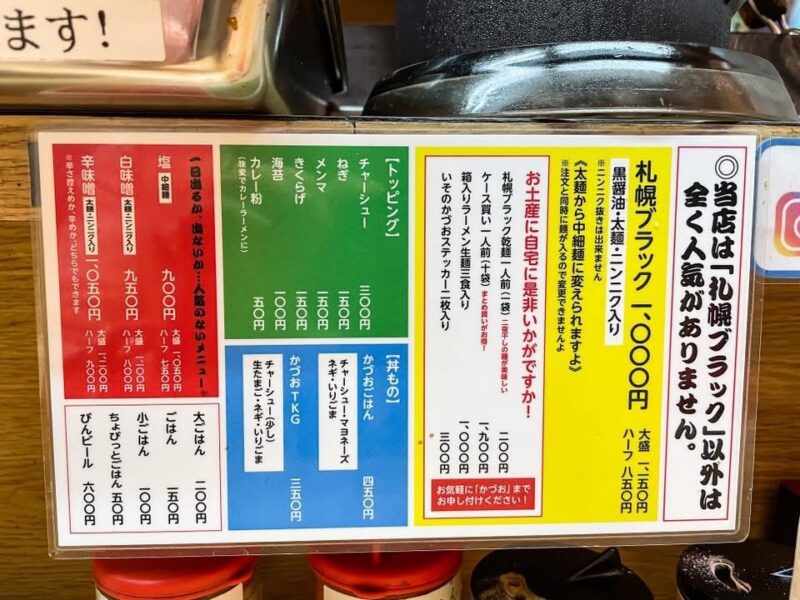 ます!
◎当店は「札幌ブラック」以外は
全く人気がありません。
札幌ブラック 一、〇〇〇円
大盛 一、二五〇円
ハーフ 八五〇円
黒醤油・太麺・ニンニク入り
※ニンニク抜きは出来ません
《太麺から中細麺に変えられますよ》
※注文と同時に麺が入るので変更できませんよ
お土産に自宅に是非いかがですか!
札幌ブラック乾麺一人前(一袋) 二〇〇円
二夜干しの麺が美味しい
ケース買い一人前(十袋) 一、九〇〇円
まとめ買いがお得!
箱入りラーメン生麺三食入り 一、〇〇〇円
いそのかづおステッカー二枚入り 三〇〇円
お気軽に「かづお」まで
お申し付けください!
【トッピング】
チャーシュー 三〇〇円
ねぎ 一五〇円
メンマ 一五〇円
きくらげ 一五〇円
海苔 一〇〇円
カレー粉 五〇円
(味変でカレーラーメンに)
【丼もの】
かづおごはん 四五〇円
チャーシュー・マヨネーズ
ネギ・いりごま
かづおTKG 三五〇円
チャーシュー(少し)
生たまご・ネギ・いりごま
一日出るか、出ないか…人気のないメニュー。
塩 中細麺 九〇〇円
大盛 一、〇五〇円
ハーフ 七五〇円
白味噌 太麺・ニンニク入り 九五〇円
大盛 一、二〇〇円
ハーフ 八〇〇円
辛味噌 太麺・ニンニク入り 一、〇五〇円
大盛 一、三〇〇円
ハーフ 九〇〇円
※辛さ控えめか、辛めか、どちらでもできます
大ごはん 二〇〇円
ごはん 一五〇円
小ごはん 一〇〇円
ちょびっとごはん 五〇円
びんビール 六〇〇円